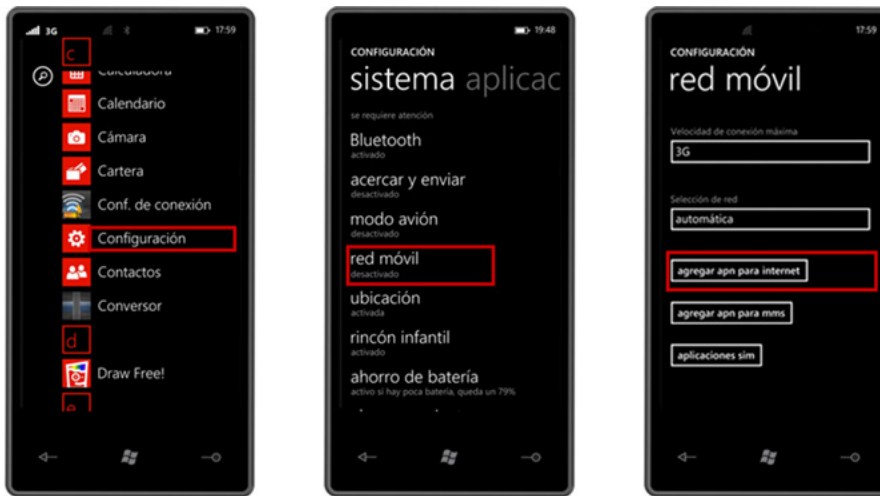 3G
17:59
c
Calculadora
Calendario
Cámara
Cartera
Conf. de conexión
Configuración
Contactos
Conversor
d
Draw Free!
e
19:48
CONFIGURACIÓN
sistema aplicac
se requiere atención
Bluetooth
activado
acercar y enviar
desactivado
modo avión
desactivado
red móvil
desactivado
ubicación
activada
rincón infantil
activado
ahorro de batería
activo si hay poca batería, queda un 79%
17:59
CONFIGURACIÓN
red móvil
Velocidad de conexión máxima
3G
Selección de red
automática
agregar apn para internet
agregar apn para mms
aplicaciones sim